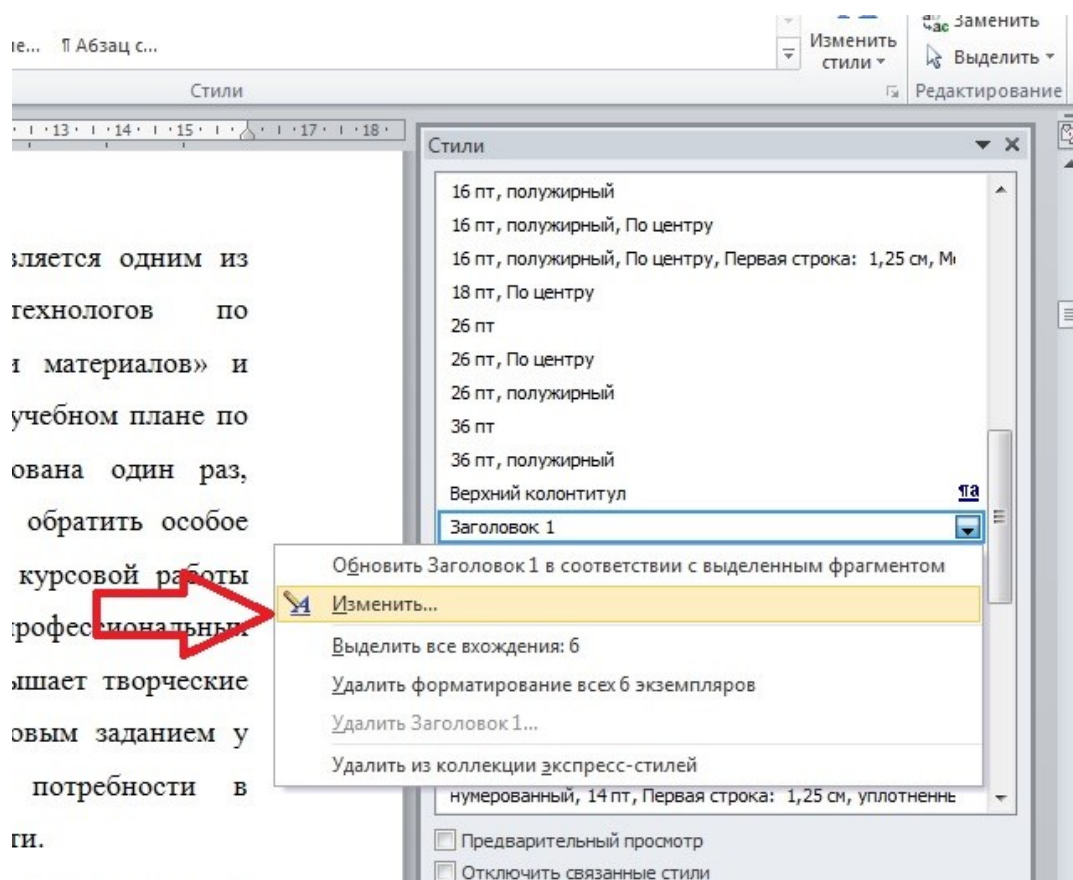 ие... ¶ Абзац с...
Изменить
стили
Заменить
Выделить
Стили
Редактирование
13 14 15 17 18
Стили
16 пт, полужирный
16 пт, полужирный, По центру
16 пт, полужирный, По центру, Первая строка: 1,25 см, Ме
18 пт, По центру
26 пт
26 пт, По центру
26 пт, полужирный
36 пт
36 пт, полужирный
Верхний колонтитул ¶a
Заголовок 1
Обновить Заголовок 1 в соответствии с выделенным фрагментом
Изменить...
Выделить все вхождения: 6
Удалить форматирование всех 6 экземпляров
Удалить Заголовок 1...
Удалить из коллекции экспресс-стилей
нумерованный, 14 пт, Первая строка: 1,25 см, уплотненны
Предварительный просмотр
Отключить связанные стили
вляется одним из
технологов по
и материалов» и
учебном плане по
ована один раз,
обратить особое
курсовой работы
рофессиональных
ышает творческие
овым заданием у
потребности в
ти.